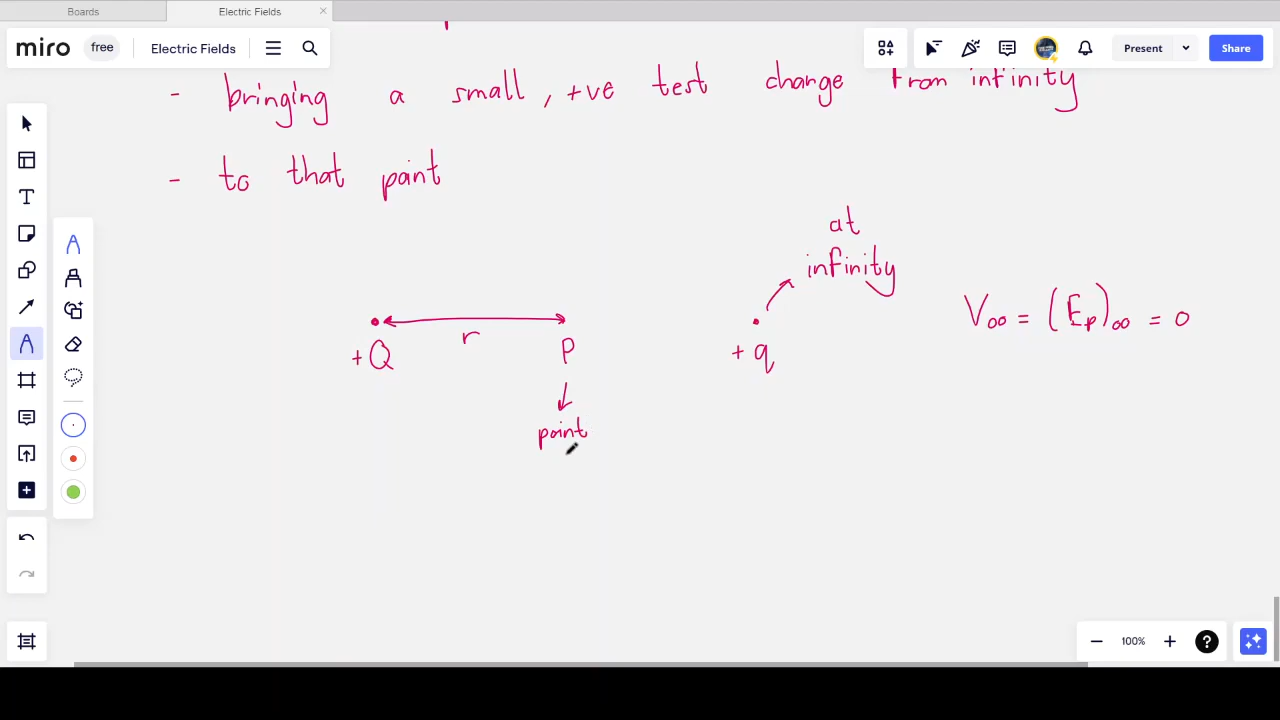 Boards
Electric Fields
miro free Electric Fields
Present
Share
- bringing a small, +ve test change from infinity
- to that point
at
infinity
V∞ = (Ep)∞ = 0
r
+Q
P
+q
point
100%
?